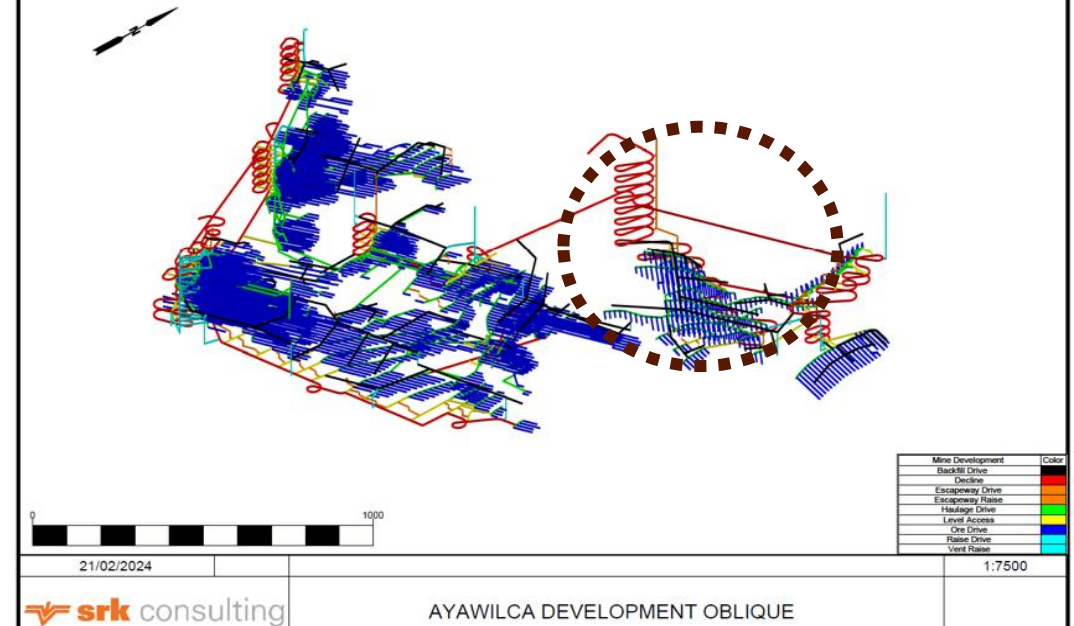 N
Mine Development Color
Backfill Drive
Decline
Escapeway Drive
Escapeway Raise
Haulage Drive
Level Access
Ore Drive
Raise Drive
Vent Raise
0 1000
21/02/2024 1:7500
srk consulting AYAWILCA DEVELOPMENT OBLIQUE